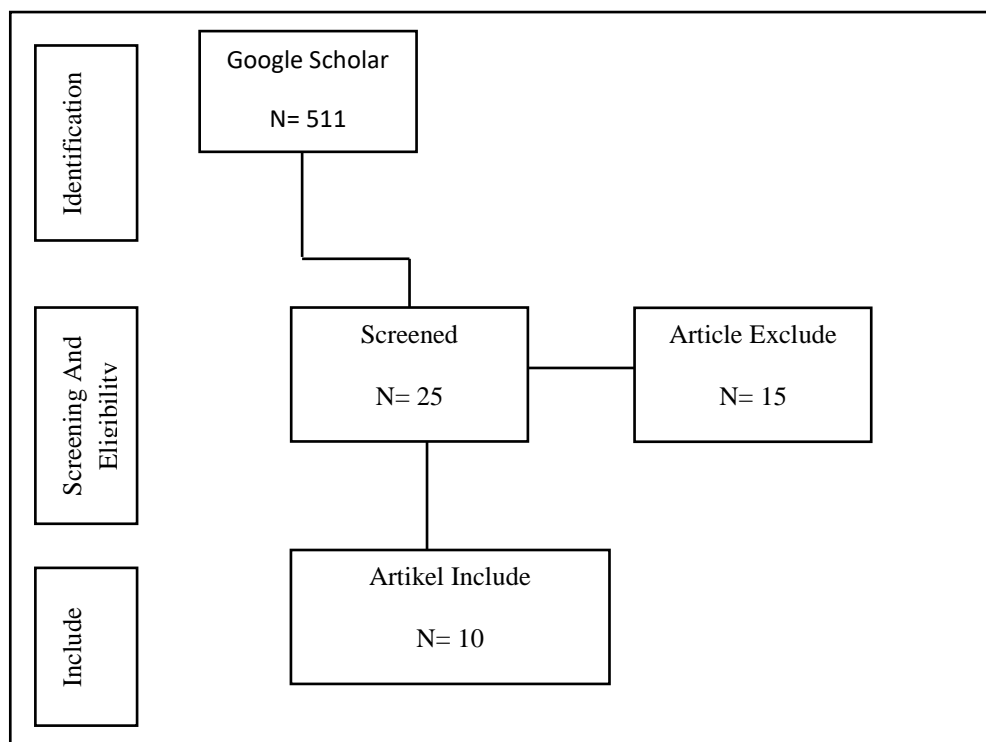 Identification
Google Scholar
N= 511
Screening And
Eligibility
Screened
N= 25
Article Exclude
N= 15
Include
Artikel Include
N= 10